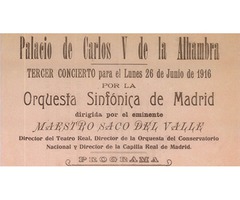 Palacio de Carlos V de la Alhambra
TERCER CONCIERTO para el Lunes 26 de Junio de 1916
POR LA
Orquesta Sinfónica de Madrid
dirigida por el eminente
MAESTRO SACO DEL VALLE
Director del Teatro Real, Director de la Orquesta del Conservatorio
Nacional y Director de la Capilla Real de Madrid.
PROGRAMA